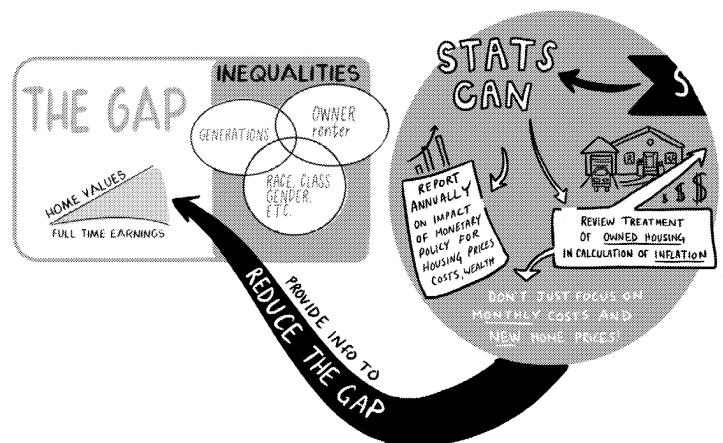 THE GAP
HOME VALUES
FULL TIME EARNINGS
INEQUALITIES
GENERATIONS
OWNER
renter
RACE, CLASS
GENDER,
ETC.
STATS
CAN
S
REPORT
ANNUALLY
ON IMPACT
OF MONETARY
POLICY FOR
HOUSING PRICES
COSTS, WEALTH
$ $ $
REVIEW TREATMENT
OF OWNED HOUSING
IN CALCULATION OF INFLATION
DON'T JUST FOCUS ON
MONTHLY COSTS AND
NEW HOME PRICES!
PROVIDE INFO TO
REDUCE THE GAP